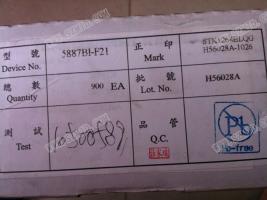 型 號 5887BI-F21 正 印 8TK1264BLQG
Device No. Mark H56028A-1026
總 數 900 EA 批 號 H56028A
Quantity Lot. No.
測 試 品 管
Test Q.C.
Pb-free